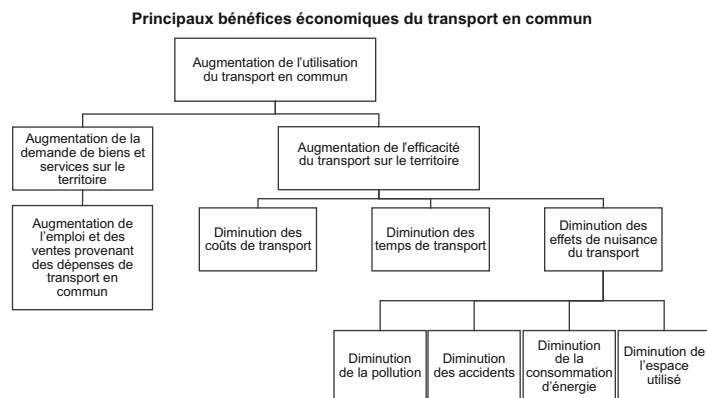 Principaux bénéfices économiques du transport en commun
Augmentation de l'utilisation
du transport en commun
Augmentation de la
demande de biens et
services sur le
territoire
Augmentation de l'efficacité
du transport sur le territoire
Augmentation de
l'emploi et des
ventes provenant
des dépenses de
transport en
commun
Diminution des
coûts de transport
Diminution des
temps de transport
Diminution des
effets de nuisance
du transport
Diminution
de la pollution
Diminution
des accidents
Diminution
de la
consommation
d'énergie
Diminution de
l'espace
utilisé